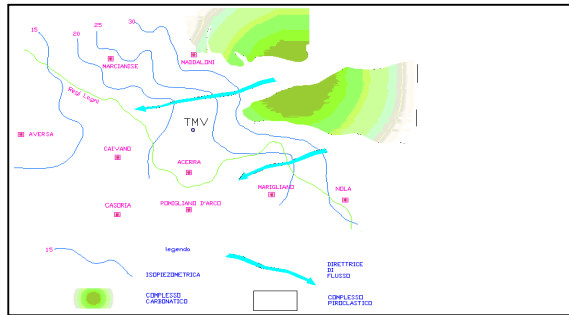 30
25
15
20
MARCIANISE
MADDALONI
Regi Lagni
TMV
AVERSA
CAIVANO
ACERRA
MARIGLIANO
NOLA
CASORIA
POMIGLIANO D'ARCO
legenda
15
ISOPIEZOMETRICA
DIRETTRICE
DI
FLUSSO
COMPLESSO
CARBONATICO
COMPLESSO
PIROCLASTICO